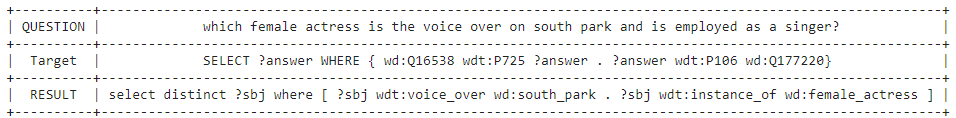 QUESTION | which female actress is the voice over on south park and is employed as a singer?
Target | SELECT ?answer WHERE { wd:Q16538 wdt:P725 ?answer . ?answer wdt:P106 wd:Q177220}
RESULT | select distinct ?sbj where [ ?sbj wdt:voice_over wd:south_park . ?sbj wdt:instance_of wd:female_actress ]